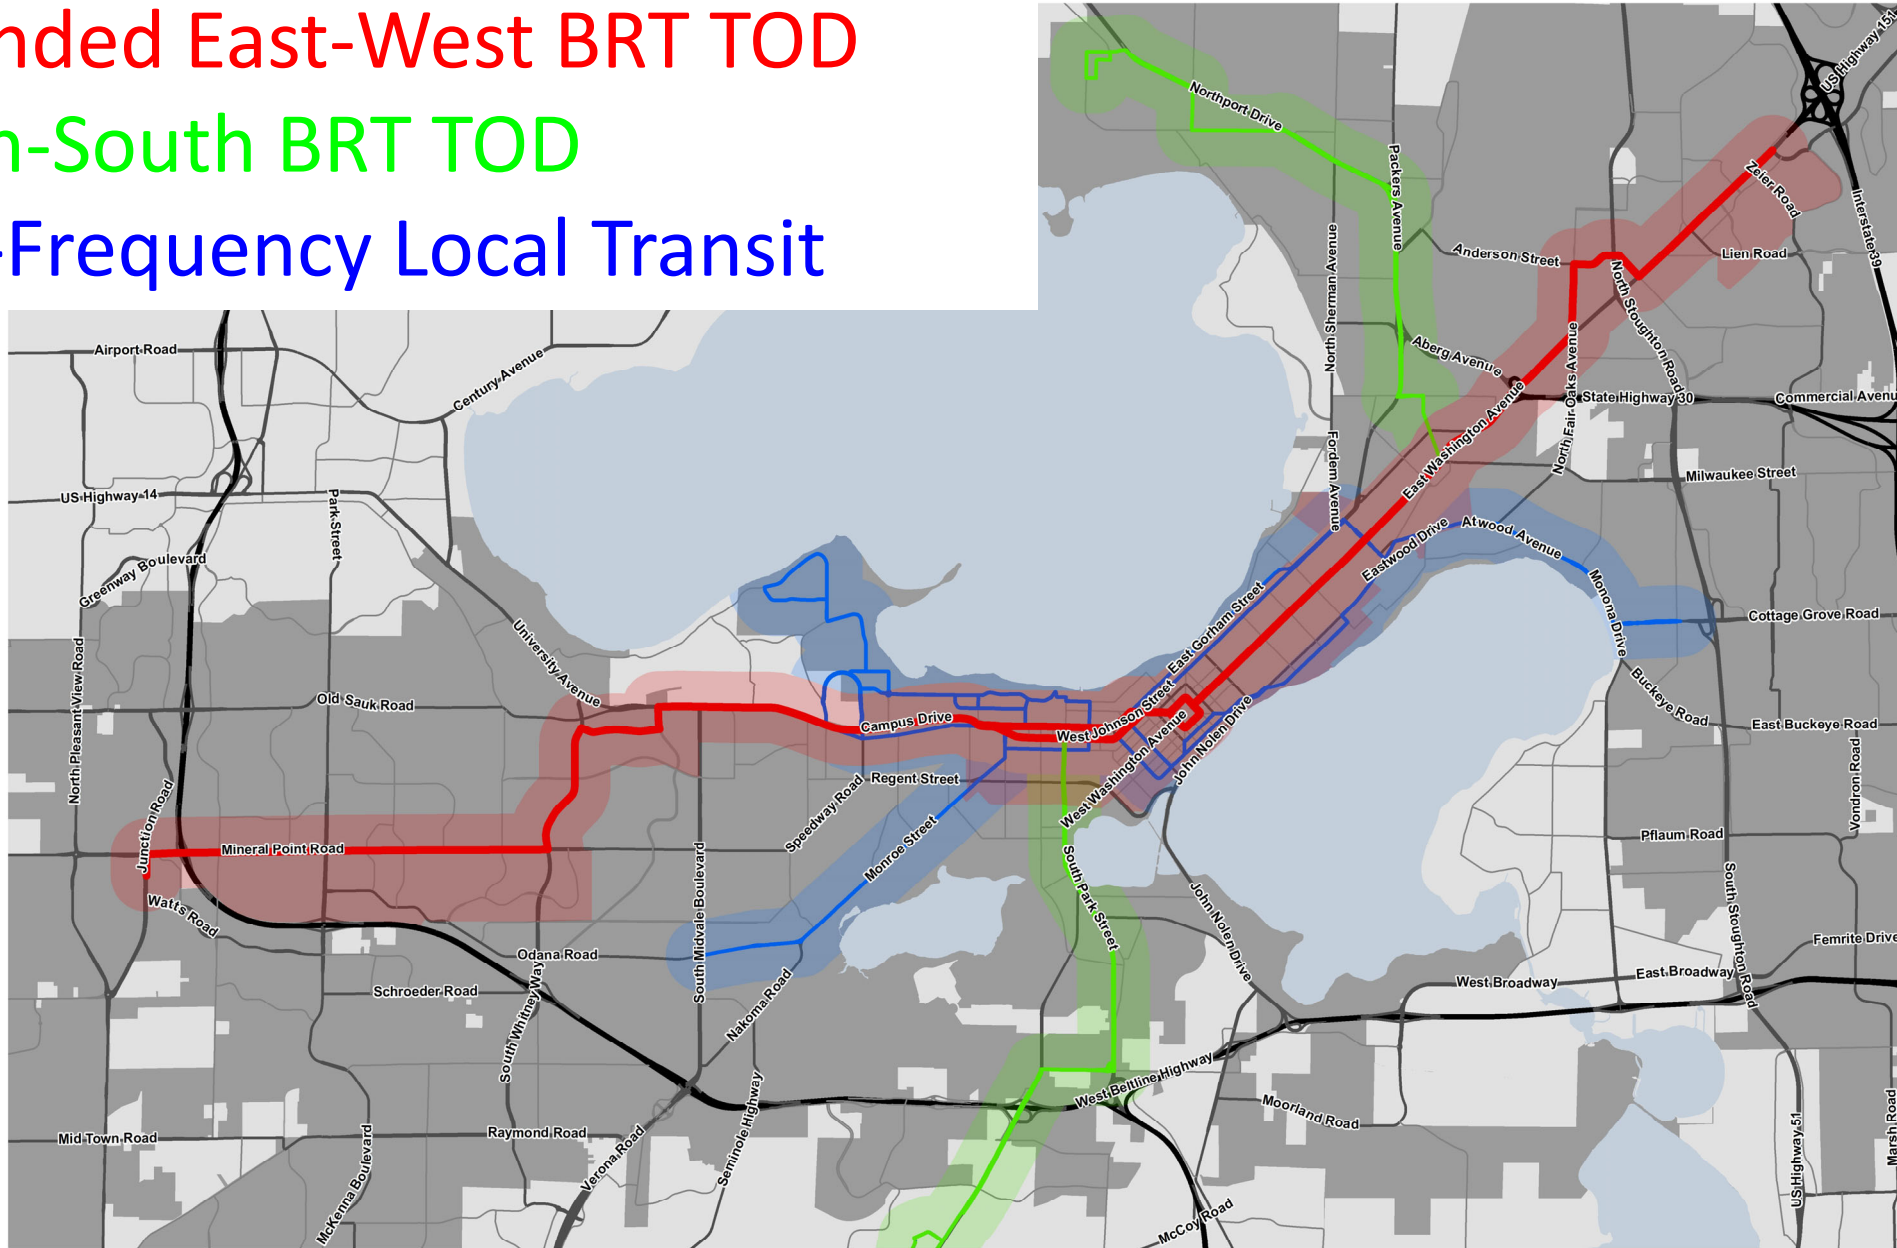 nded East-West BRT TOD
n-South BRT TOD
-Frequency Local Transit
US Highway 151
Northport Drive
Packers Avenue
Zeier Road
Interstate 39
North Sherman Avenue
Anderson Street
Lien Road
North Stoughton Road
Airport Road
Century Avenue
Aberg Avenue
North Fair Oaks Avenue
State Highway 30
Commercial Avenu
East Washington Avenue
Fordem Avenue
Milwaukee Street
US Highway 14
Park Street
Greenway Boulevard
Eastwood Drive
Atwood Avenue
Monona Drive
Cottage Grove Road
East Gorham Street
University Avenue
North Pleasant View Road
Old Sauk Road
Campus Drive
West Johnson Street
West Washington Avenue
John Nolen Drive
Buckeye Road
East Buckeye Road
Vondron Road
Junction Road
Mineral Point Road
Regent Street
Speedway Road
West Washington Avenue
Monroe Street
South Midvale Boulevard
South Park Street
Pflaum Road
Watts Road
John Nolen Drive
South Stoughton Road
Femrite Drive
Odana Road
Schroeder Road
South Whitney Way
Nakoma Road
West Broadway
East Broadway
West Beltline Highway
Moorland Road
Mid Town Road
McKenna Boulevard
Raymond Road
Verona Road
Seminole Highway
McCoy Road
US Highway 51
Marsh Road